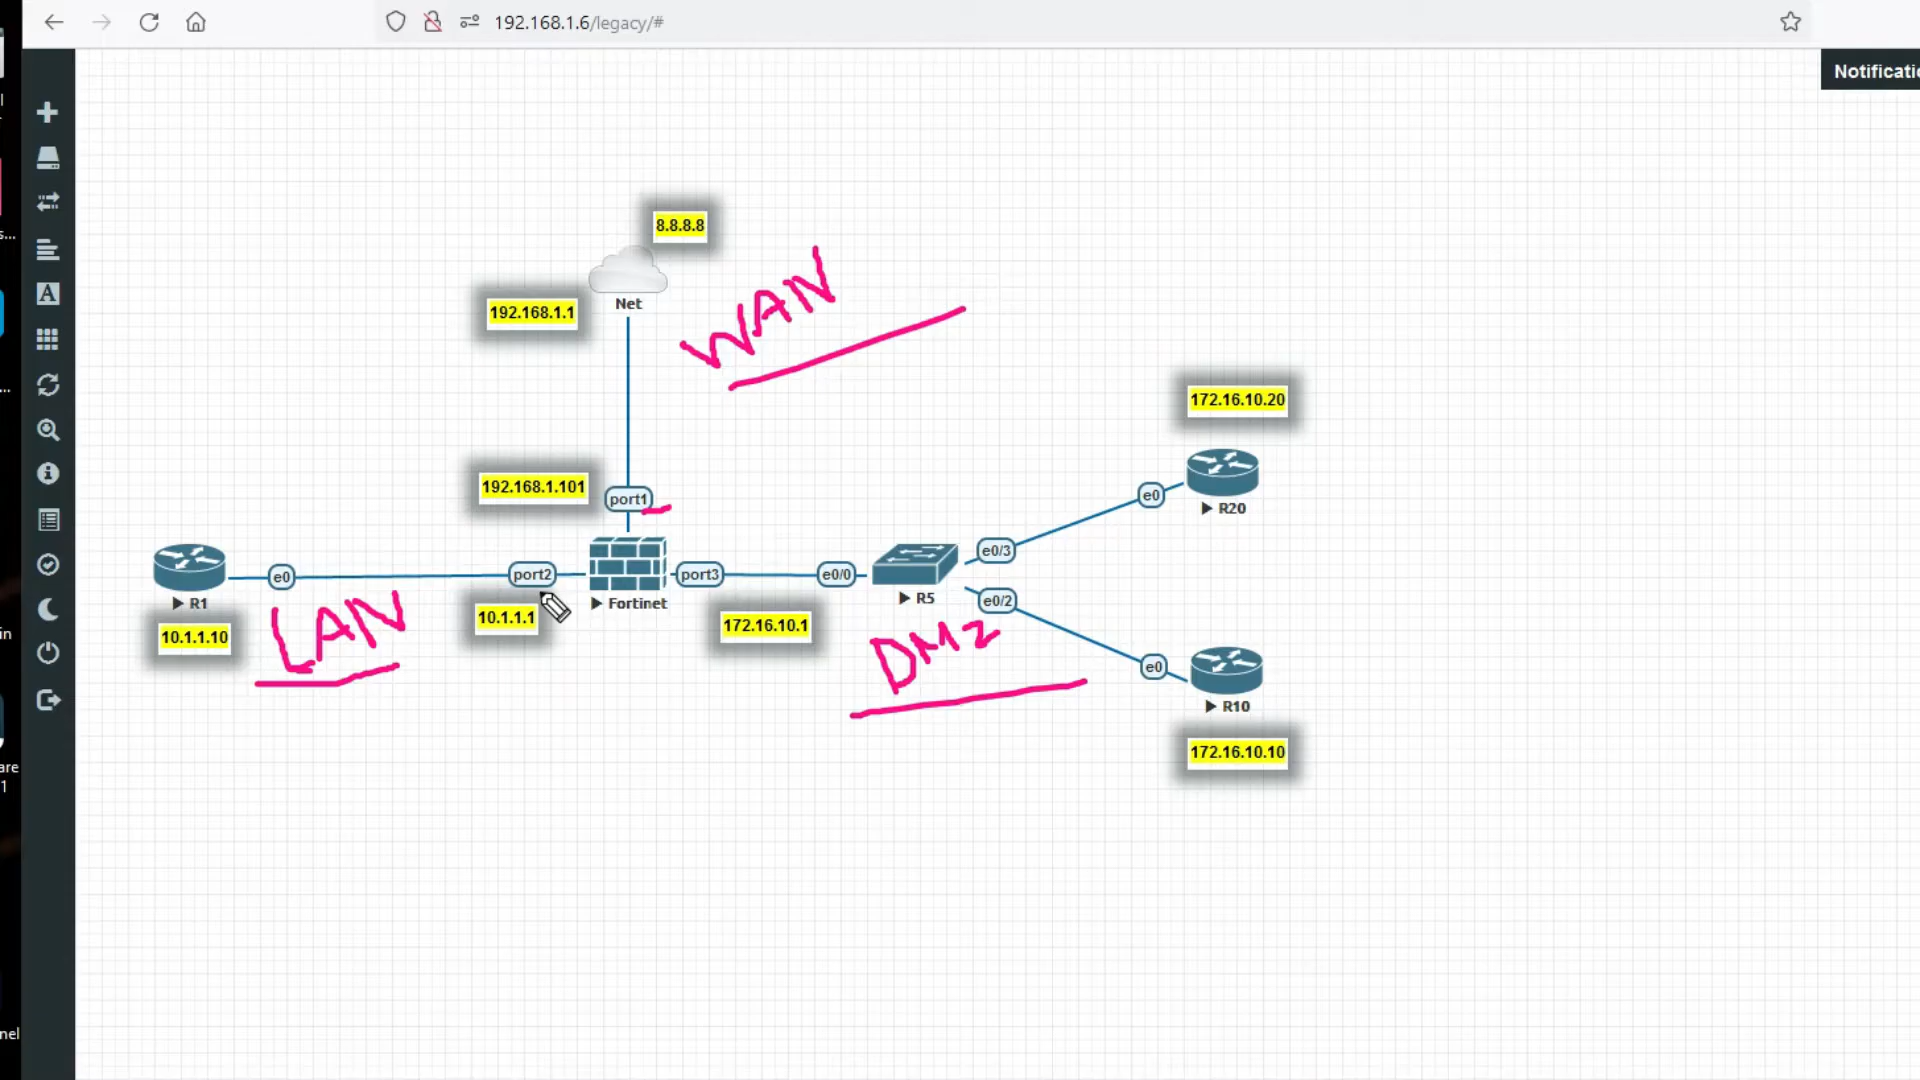 192.168.1.6/legacy/#
Notificatio
8.8.8.8
Net
192.168.1.1
WAN
172.16.10.20
192.168.1.101
port1
e0
R20
e0/3
e0
port2
port3
e0/0
R1
Fortinet
R5
e0/2
10.1.1.10
LAN
10.1.1.1
172.16.10.1
DMZ
e0
R10
172.16.10.10